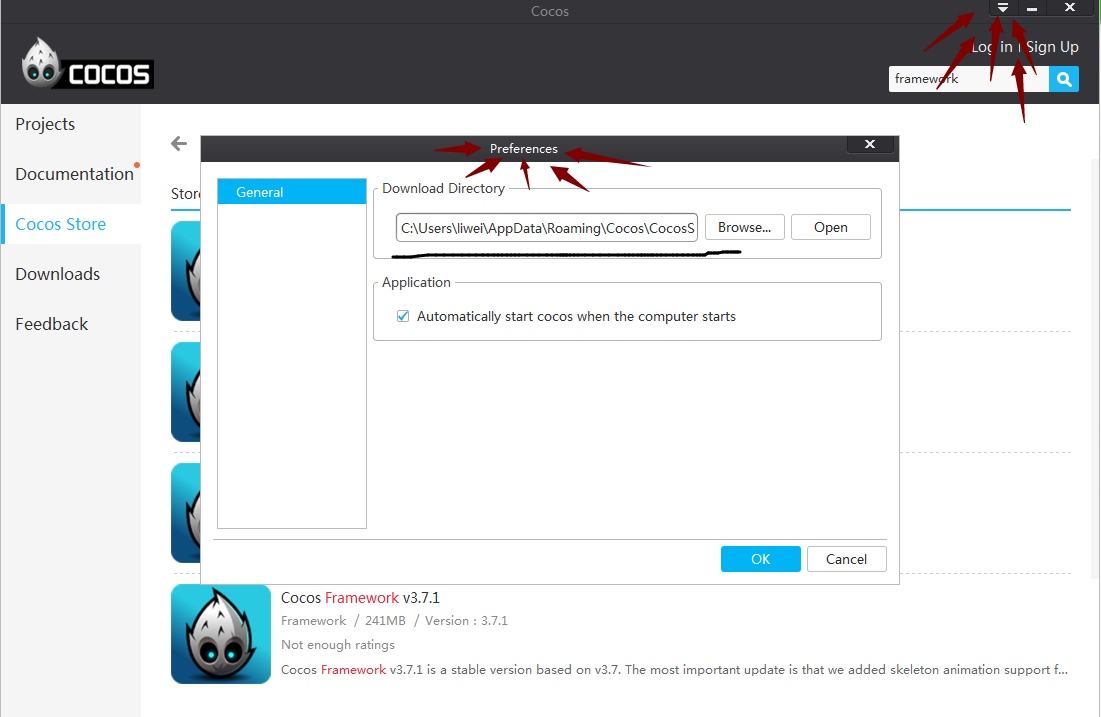 Cocos
COCOS
Log in | Sign Up
framework
Projects
Documentation
Cocos Store
Downloads
Feedback
Store
Preferences
General
Download Directory
C:\Users\liwei\AppData\Roaming\Cocos\CocosS
Browse...
Open
Application
Automatically start cocos when the computer starts
OK
Cancel
Cocos Framework v3.7.1
Framework / 241MB / Version : 3.7.1
Not enough ratings
Cocos Framework v3.7.1 is a stable version based on v3.7. The most important update is that we added skeleton animation support f...